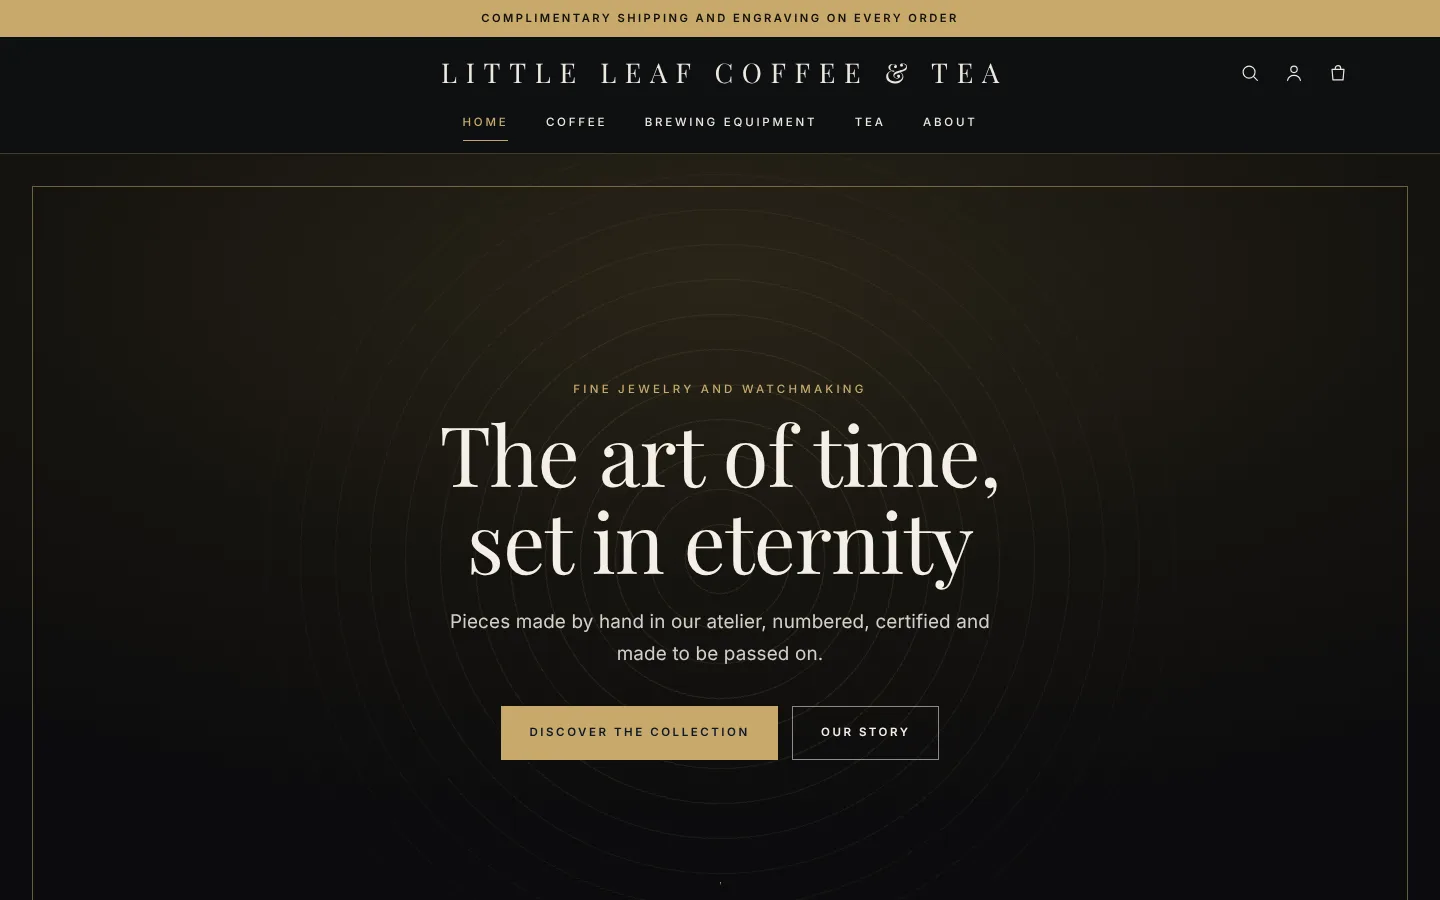 COMPLIMENTARY SHIPPING AND ENGRAVING ON EVERY ORDER
LITTLE LEAF COFFEE & TEA
HOME COFFEE BREWING EQUIPMENT TEA ABOUT
FINE JEWELRY AND WATCHMAKING
The art of time,
set in eternity
Pieces made by hand in our atelier, numbered, certified and
made to be passed on.
DISCOVER THE COLLECTION OUR STORY